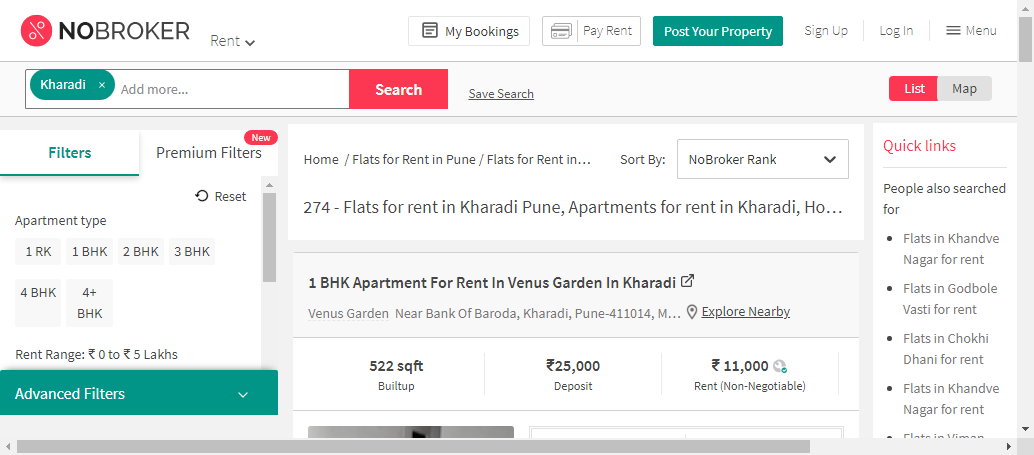 NOBROKER
Rent
My Bookings
Pay Rent
Post Your Property
Sign Up
Log In
Menu
Kharadi ×
Add more...
Search
Save Search
List
Map
Filters
Premium Filters
New
Reset
Apartment type
1 RK
1 BHK
2 BHK
3 BHK
4 BHK
4+
BHK
Rent Range: ₹ 0 to ₹ 5 Lakhs
Advanced Filters
Home / Flats for Rent in Pune / Flats for Rent in...
Sort By:
NoBroker Rank
274 - Flats for rent in Kharadi Pune, Apartments for rent in Kharadi, Ho...
1 BHK Apartment For Rent In Venus Garden In Kharadi
Venus Garden Near Bank Of Baroda, Kharadi, Pune-411014, M...
Explore Nearby
522 sqft
Builtup
₹25,000
Deposit
₹ 11,000
Rent (Non-Negotiable)
Quick links
People also searched
for
Flats in Khandve
Nagar for rent
Flats in Godbole
Vasti for rent
Flats in Chokhi
Dhani for rent
Flats in Khandve
Nagar for rent
Flats in Viman